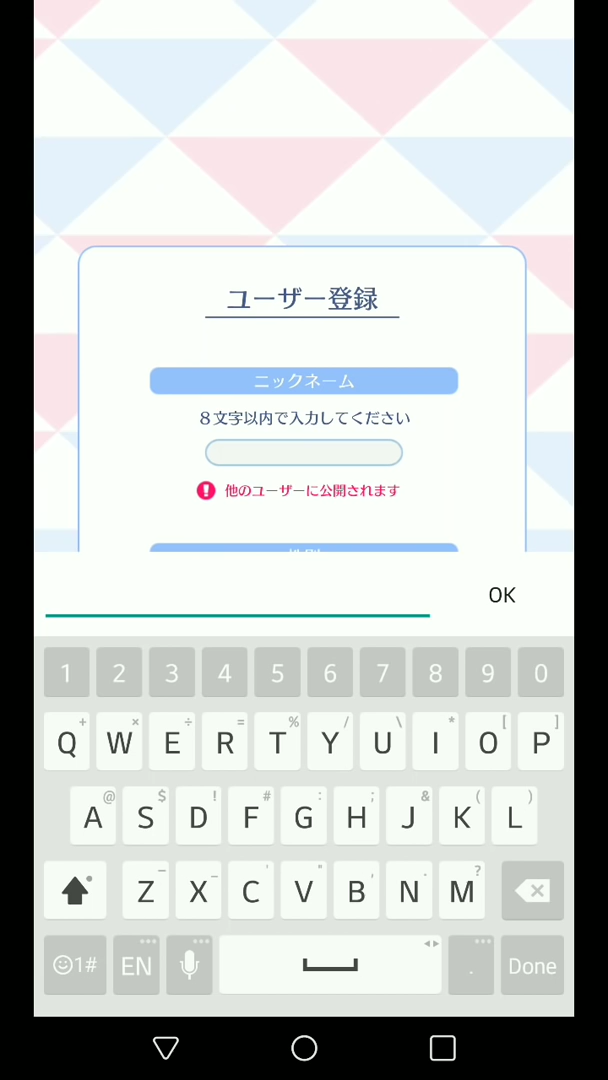 ユーザー登録
ニックネーム
８文字以内で入力してください
! 他のユーザーに公開されます
OK
1 2 3 4 5 6 7 8 9 0
+ × ÷ = % / \ * [ ]
Q W E R T Y U I O P
@ $ ! # : ; & ( )
A S D F G H J K L
Z X C V B N M
1# EN . Done